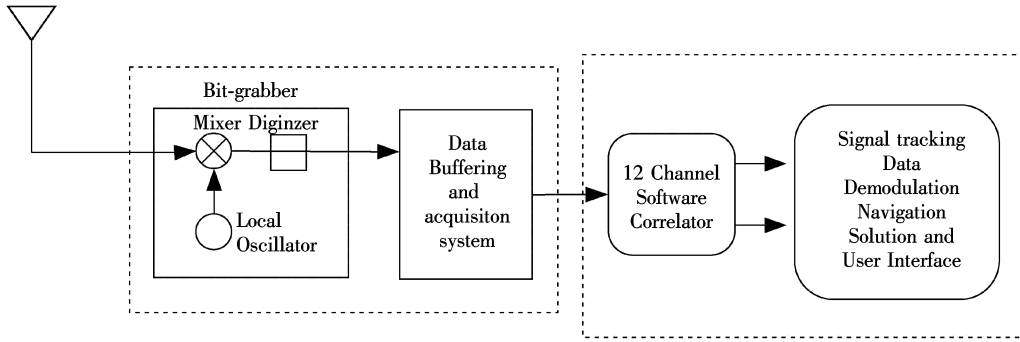 Bit-grabber
Mixer Diginzer
Local
Oscillator
Data
Buffering
and
acquisiton
system
12 Channel
Software
Correlator
Signal tracking
Data
Demodulation
Navigation
Solution and
User Interface